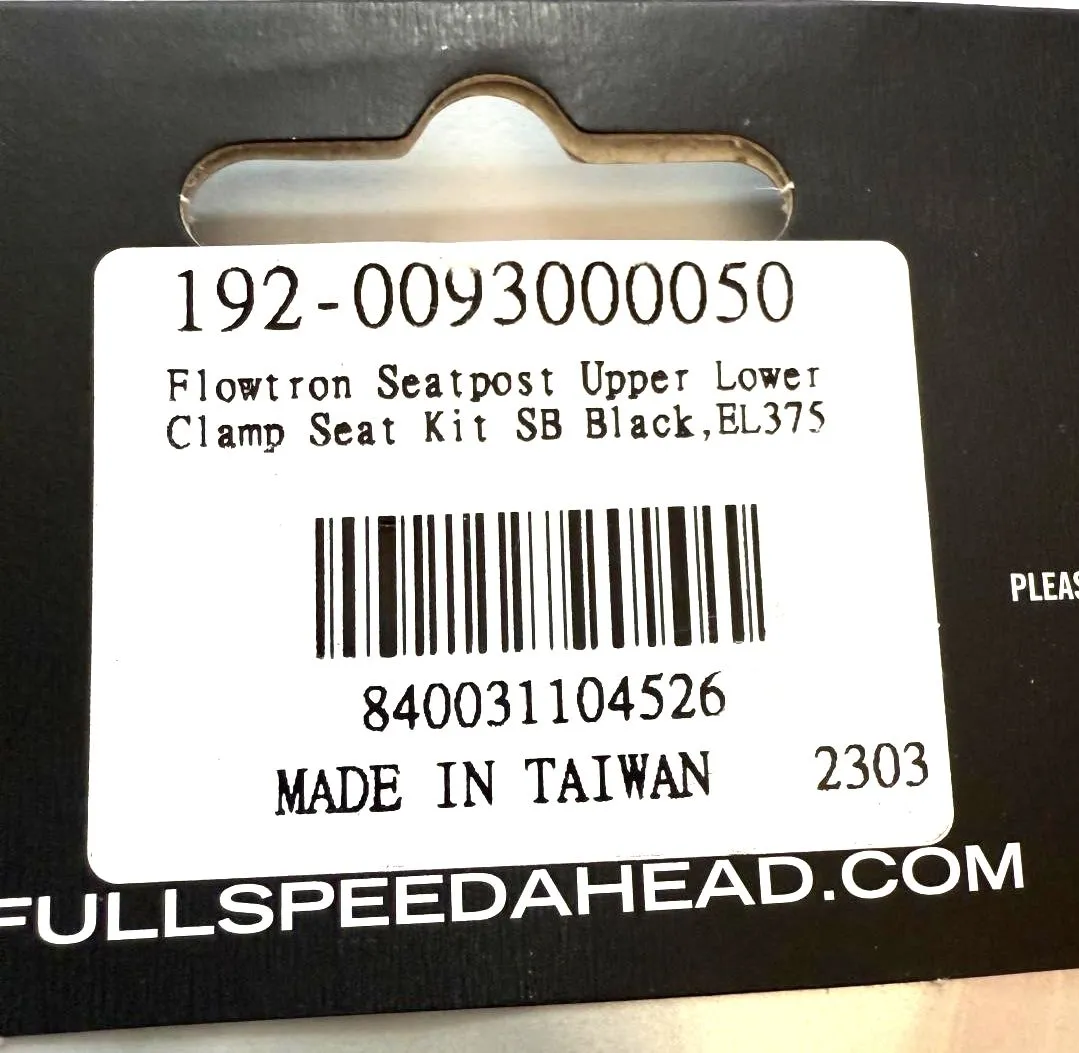 192-0093000050
Flowtron Seatpost Upper Lower
Clamp Seat Kit SB Black,EL375
PLEAS
840031104526
MADE IN TAIWAN 2303
FULLSPEEDAHEAD.COM